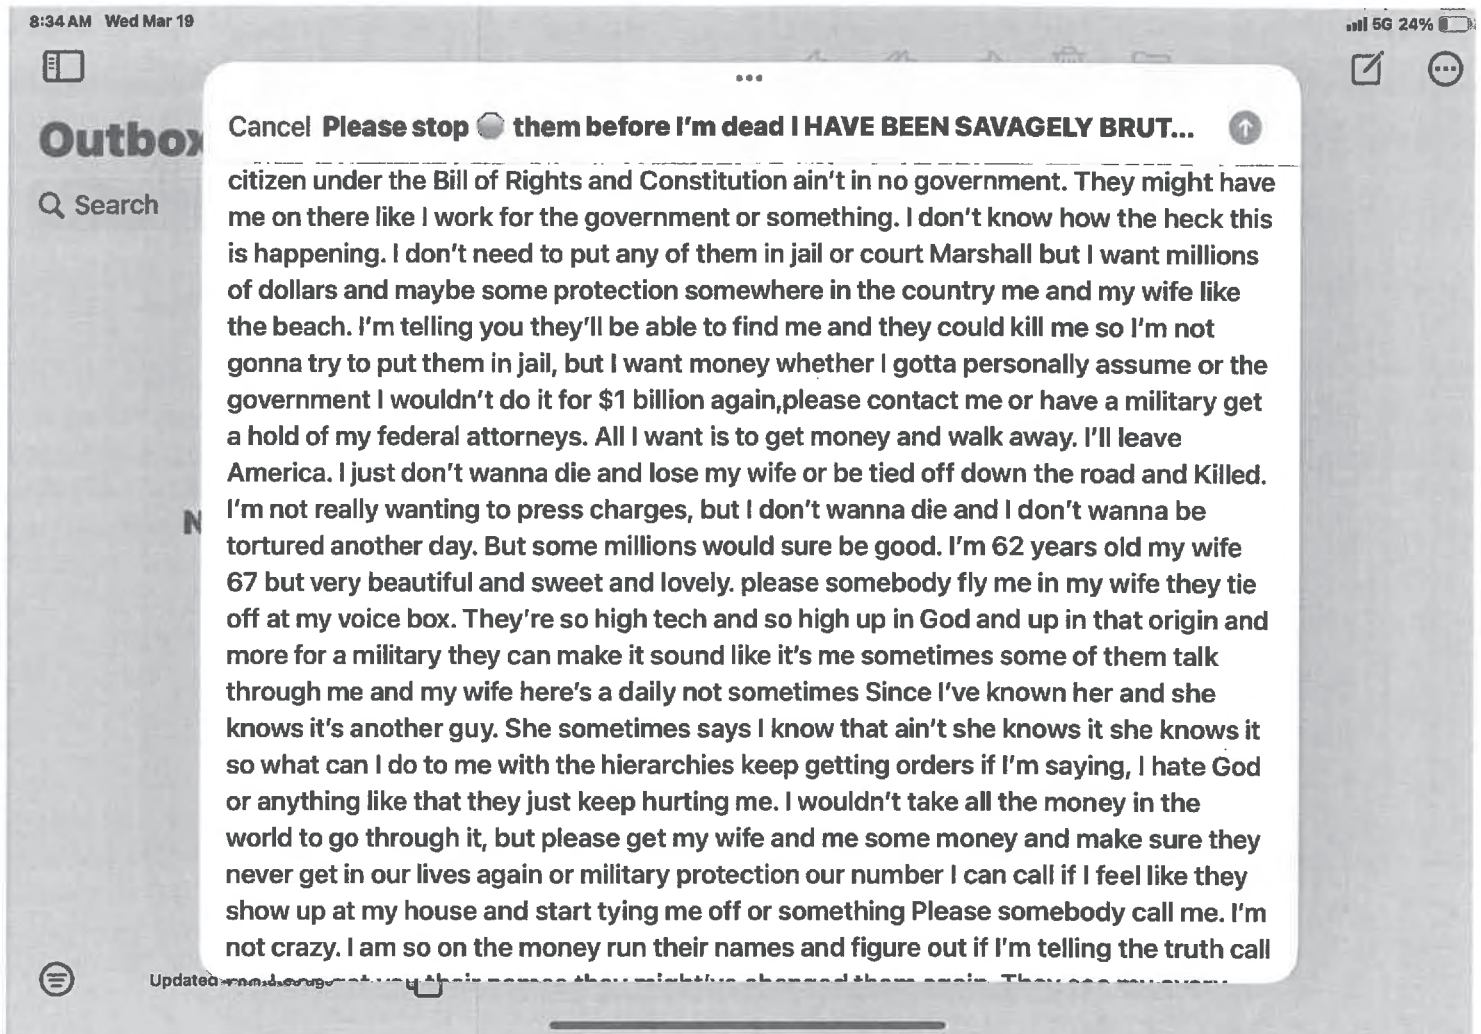 8:34 AM Wed Mar 19
5G 24%
Outbox
Cancel Please stop them before I'm dead I HAVE BEEN SAVAGELY BRUT...
Search
citizen under the Bill of Rights and Constitution ain't in no government. They might have
me on there like I work for the government or something. I don't know how the heck this
is happening. I don't need to put any of them in jail or court Marshall but I want millions
of dollars and maybe some protection somewhere in the country me and my wife like
the beach. I'm telling you they'll be able to find me and they could kill me so I'm not
gonna try to put them in jail, but I want money whether I gotta personally assume or the
government I wouldn't do it for $1 billion again,please contact me or have a military get
a hold of my federal attorneys. All I want is to get money and walk away. I'll leave
America. I just don't wanna die and lose my wife or be tied off down the road and Killed.
I'm not really wanting to press charges, but I don't wanna die and I don't wanna be
tortured another day. But some millions would sure be good. I'm 62 years old my wife
67 but very beautiful and sweet and lovely. please somebody fly me in my wife they tie
off at my voice box. They're so high tech and so high up in God and up in that origin and
more for a military they can make it sound like it's me sometimes some of them talk
through me and my wife here's a daily not sometimes Since I've known her and she
knows it's another guy. She sometimes says I know that ain't she knows it she knows it
so what can I do to me with the hierarchies keep getting orders if I'm saying, I hate God
or anything like that they just keep hurting me. I wouldn't take all the money in the
world to go through it, but please get my wife and me some money and make sure they
never get in our lives again or military protection our number I can call if I feel like they
show up at my house and start tying me off or something Please somebody call me. I'm
not crazy. I am so on the money run their names and figure out if I'm telling the truth call
Updated